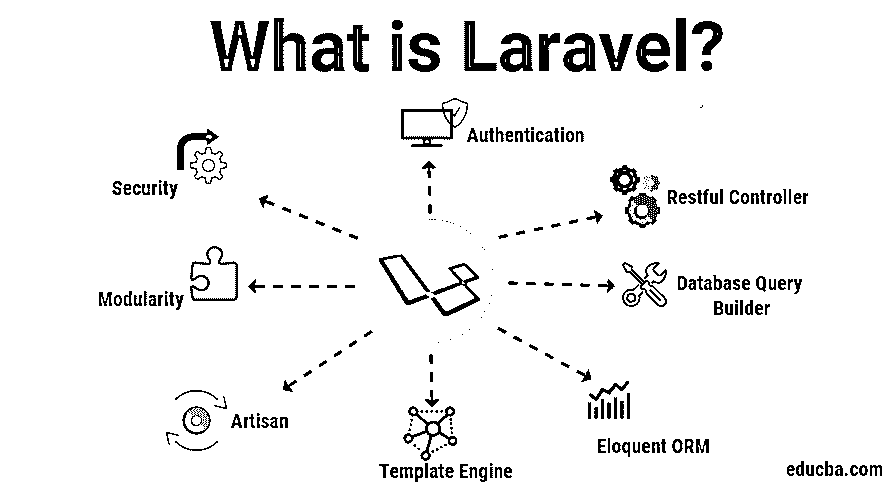 What is Laravel?
Authentication
Security
Restful Controller
Modularity
Database Query
Builder
Artisan
Eloquent ORM
Template Engine
educba.com